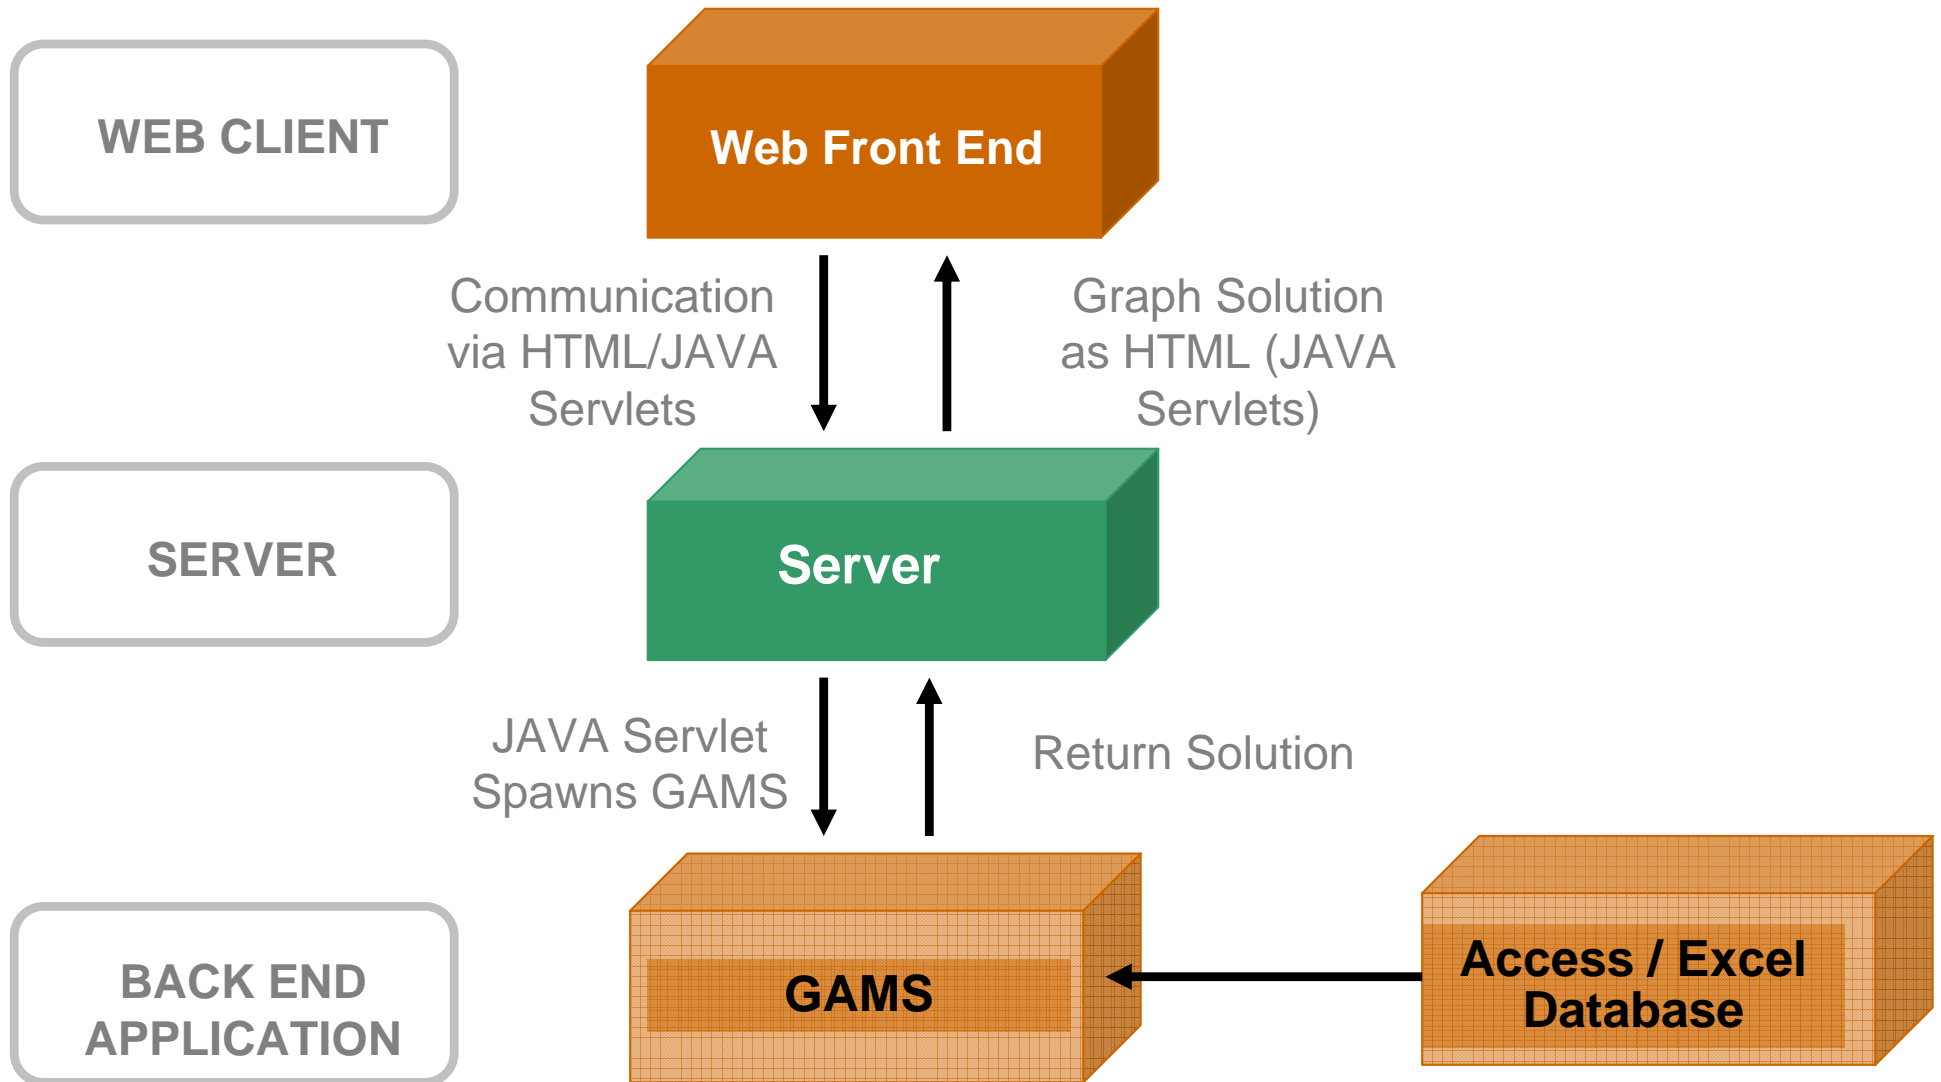 WEB CLIENT
Web Front End
Communication
via HTML/JAVA
Servlets
Graph Solution
as HTML (JAVA
Servlets)
SERVER
Server
JAVA Servlet
Spawns GAMS
Return Solution
BACK END
APPLICATION
GAMS
Access / Excel
Database